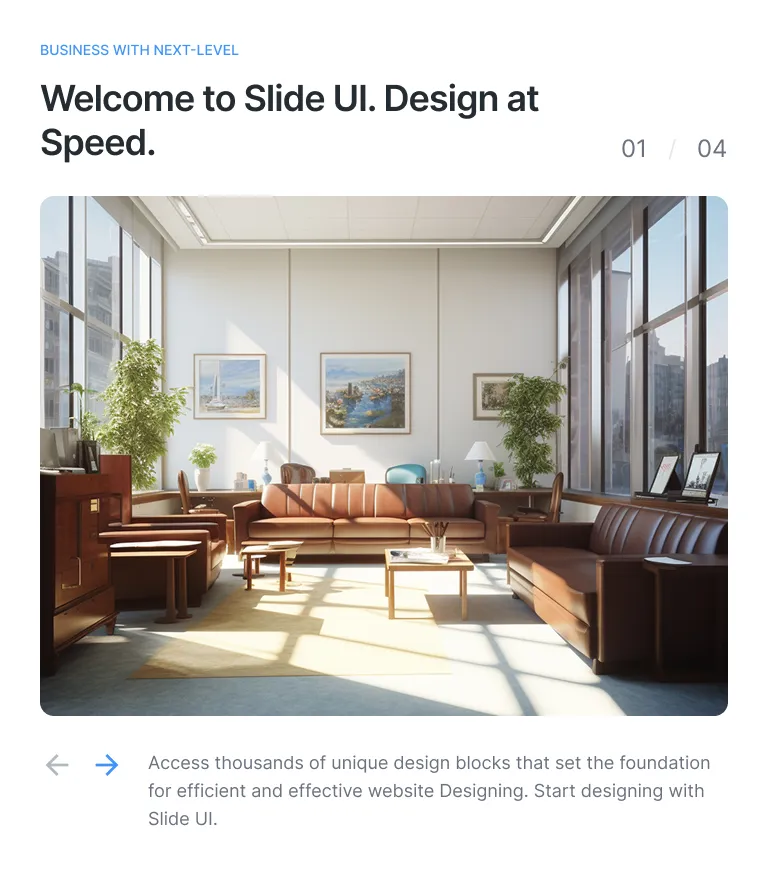 BUSINESS WITH NEXT-LEVEL
Welcome to Slide UI. Design at
Speed.
01 / 04
Access thousands of unique design blocks that set the foundation
for efficient and effective website Designing. Start designing with
Slide UI.